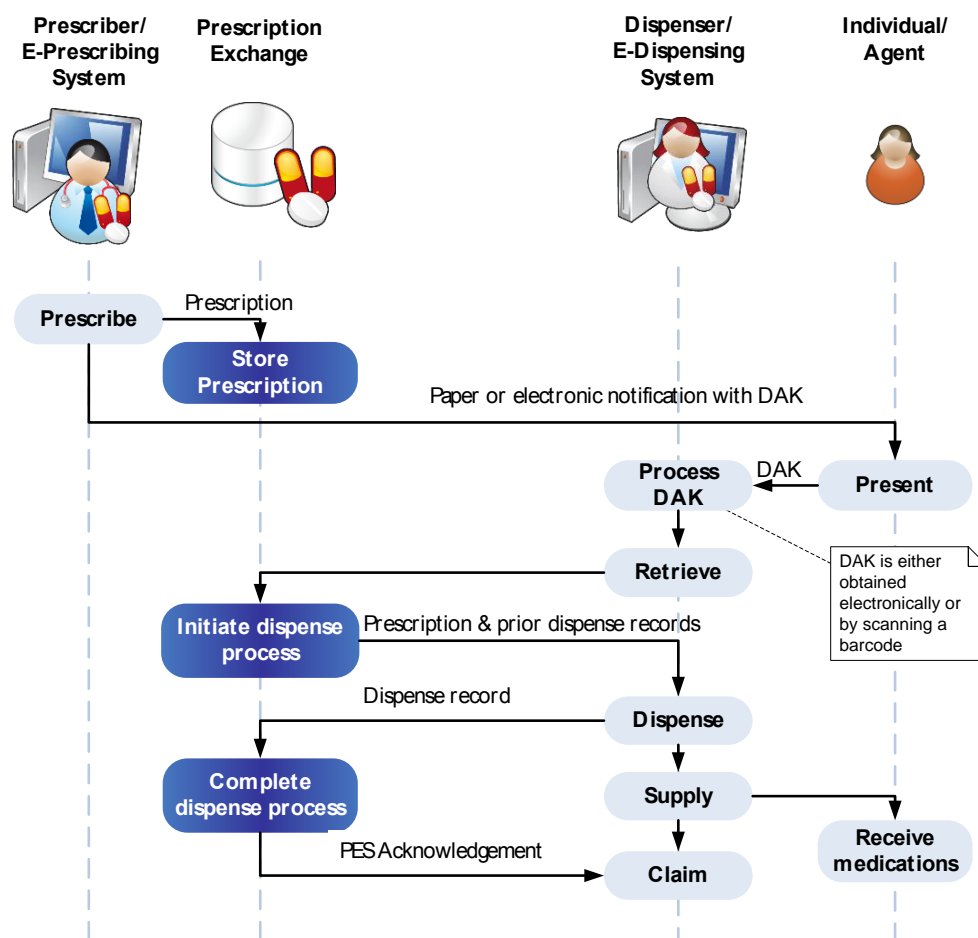 Prescriber/
E-Prescribing
System
Prescription
Exchange
Dispenser/
E-Dispensing
System
Individual/
Agent
Prescription
Prescribe
Store
Prescription
Paper or electronic notification with DAK
Process
DAK
DAK
Present
DAK is either
obtained
electronically or
by scanning a
barcode
Retrieve
Initiate dispense
process
Prescription & prior dispense records
Dispense record
Dispense
Complete
dispense process
Supply
PES Acknowledgement
Claim
Receive
medications